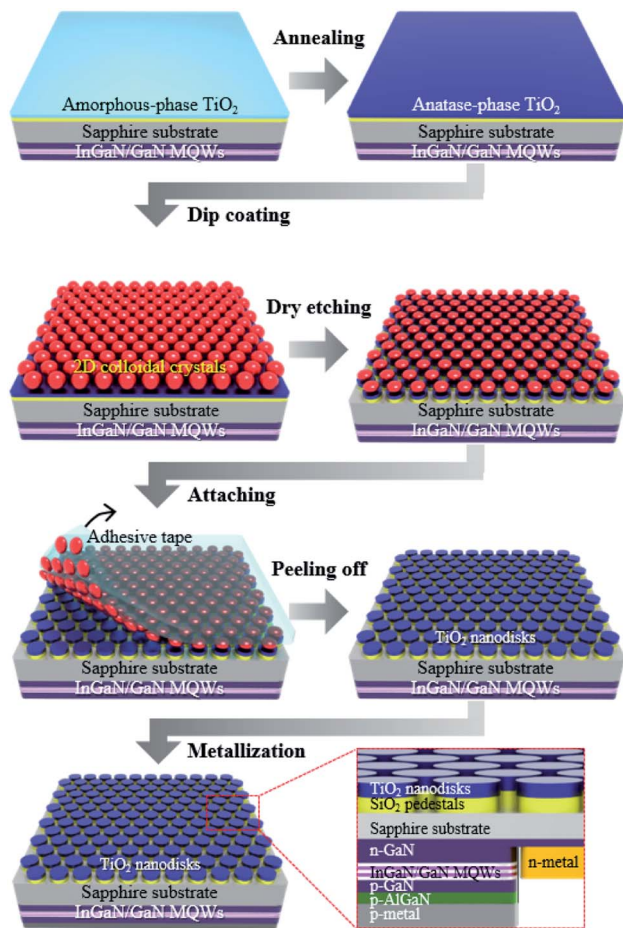 Annealing
Amorphous-phase TiO₂
Sapphire substrate
InGaN/GaN MQWs
Anatase-phase TiO₂
Sapphire substrate
InGaN/GaN MQWs
Dip coating
Dry etching
2D colloidal crystals
Sapphire substrate
InGaN/GaN MQWs
Sapphire substrate
InGaN/GaN MQWs
Attaching
Adhesive tape
Peeling off
Sapphire substrate
InGaN/GaN MQWs
TiO₂ nanodisks
Sapphire substrate
InGaN/GaN MQWs
Metallization
TiO₂ nanodisks
Sapphire substrate
InGaN/GaN MQWs
TiO₂ nanodisks
SiO₂ pedestals
Sapphire substrate
n-GaN
n-metal
InGaN/GaN MQWs
p-GaN
p-AlGaN
p-metal